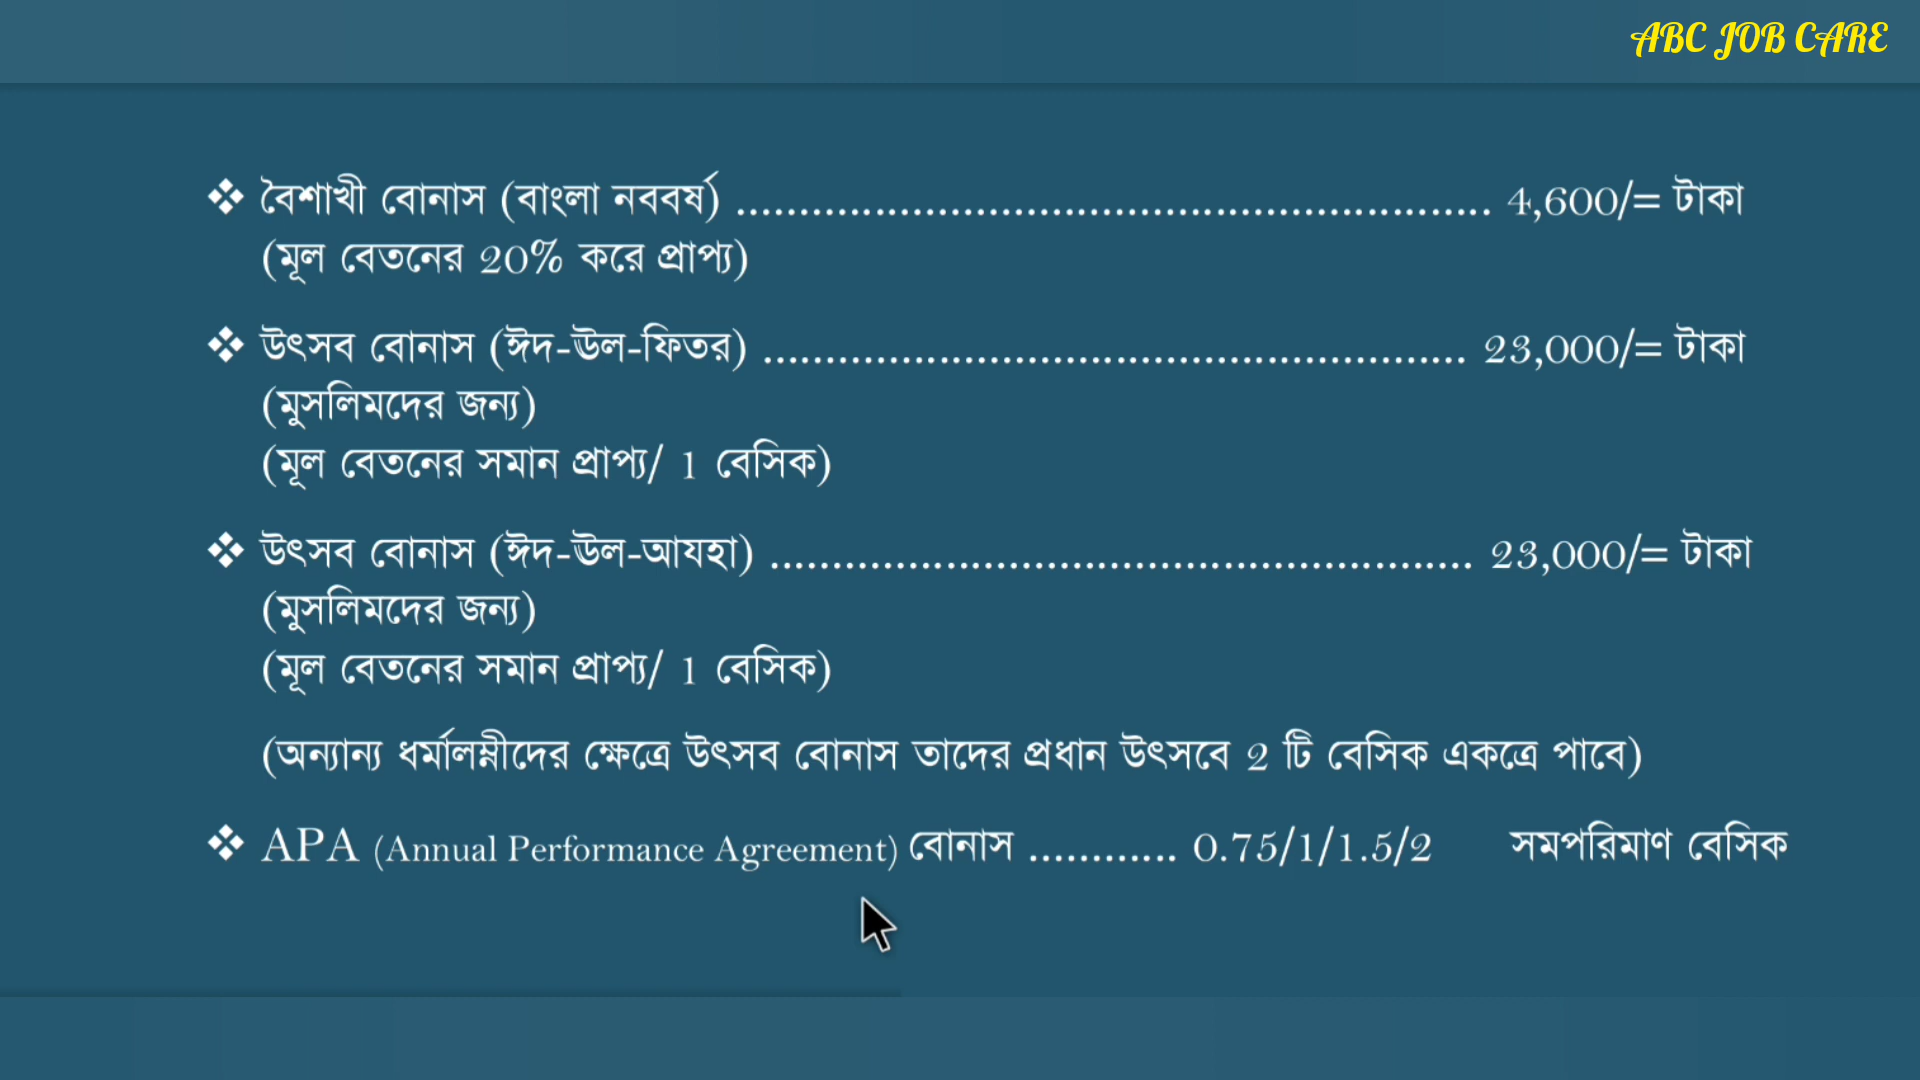 ABC JOB CARE
❖ বৈশাখী বোনাস (বাংলা নববর্ষ) ............................................................ 4,600/= টাকা
(মূল বেতনের 20% করে প্রাপ্য)
❖ উৎসব বোনাস (ঈদ-ঊল-ফিতর) ........................................................ 23,000/= টাকা
(মুসলিমদের জন্য)
(মূল বেতনের সমান প্রাপ্য/ 1 বেসিক)
❖ উৎসব বোনাস (ঈদ-ঊল-আযহা) ........................................................ 23,000/= টাকা
(মুসলিমদের জন্য)
(মূল বেতনের সমান প্রাপ্য/ 1 বেসিক)
(অন্যান্য ধর্মালম্নীদের ক্ষেত্রে উৎসব বোনাস তাদের প্রধান উৎসবে 2 টি বেসিক একত্রে পাবে)
❖ APA (Annual Performance Agreement) বোনাস ............ 0.75/1/1.5/2 সমপরিমাণ বেসিক